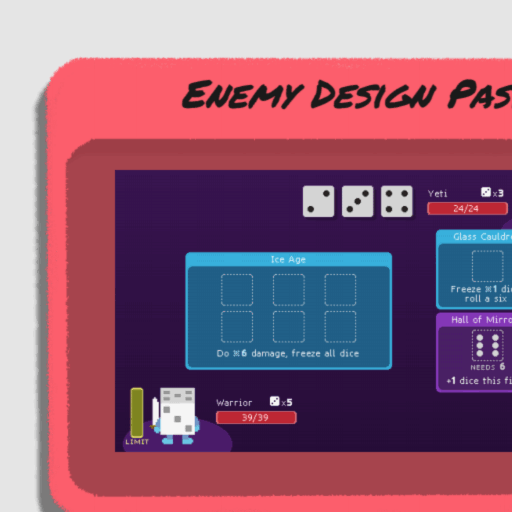 ENEMY DESIGN PAS
Yeti x3
24/24
Ice Age
Do ⌘6 damage, freeze all dice
Glass Cauldr
Freeze ⌘1 di
roll a six
Hall of Mirro
NEEDS 6
+1 dice this fi
Warrior x5
39/39
LIMIT